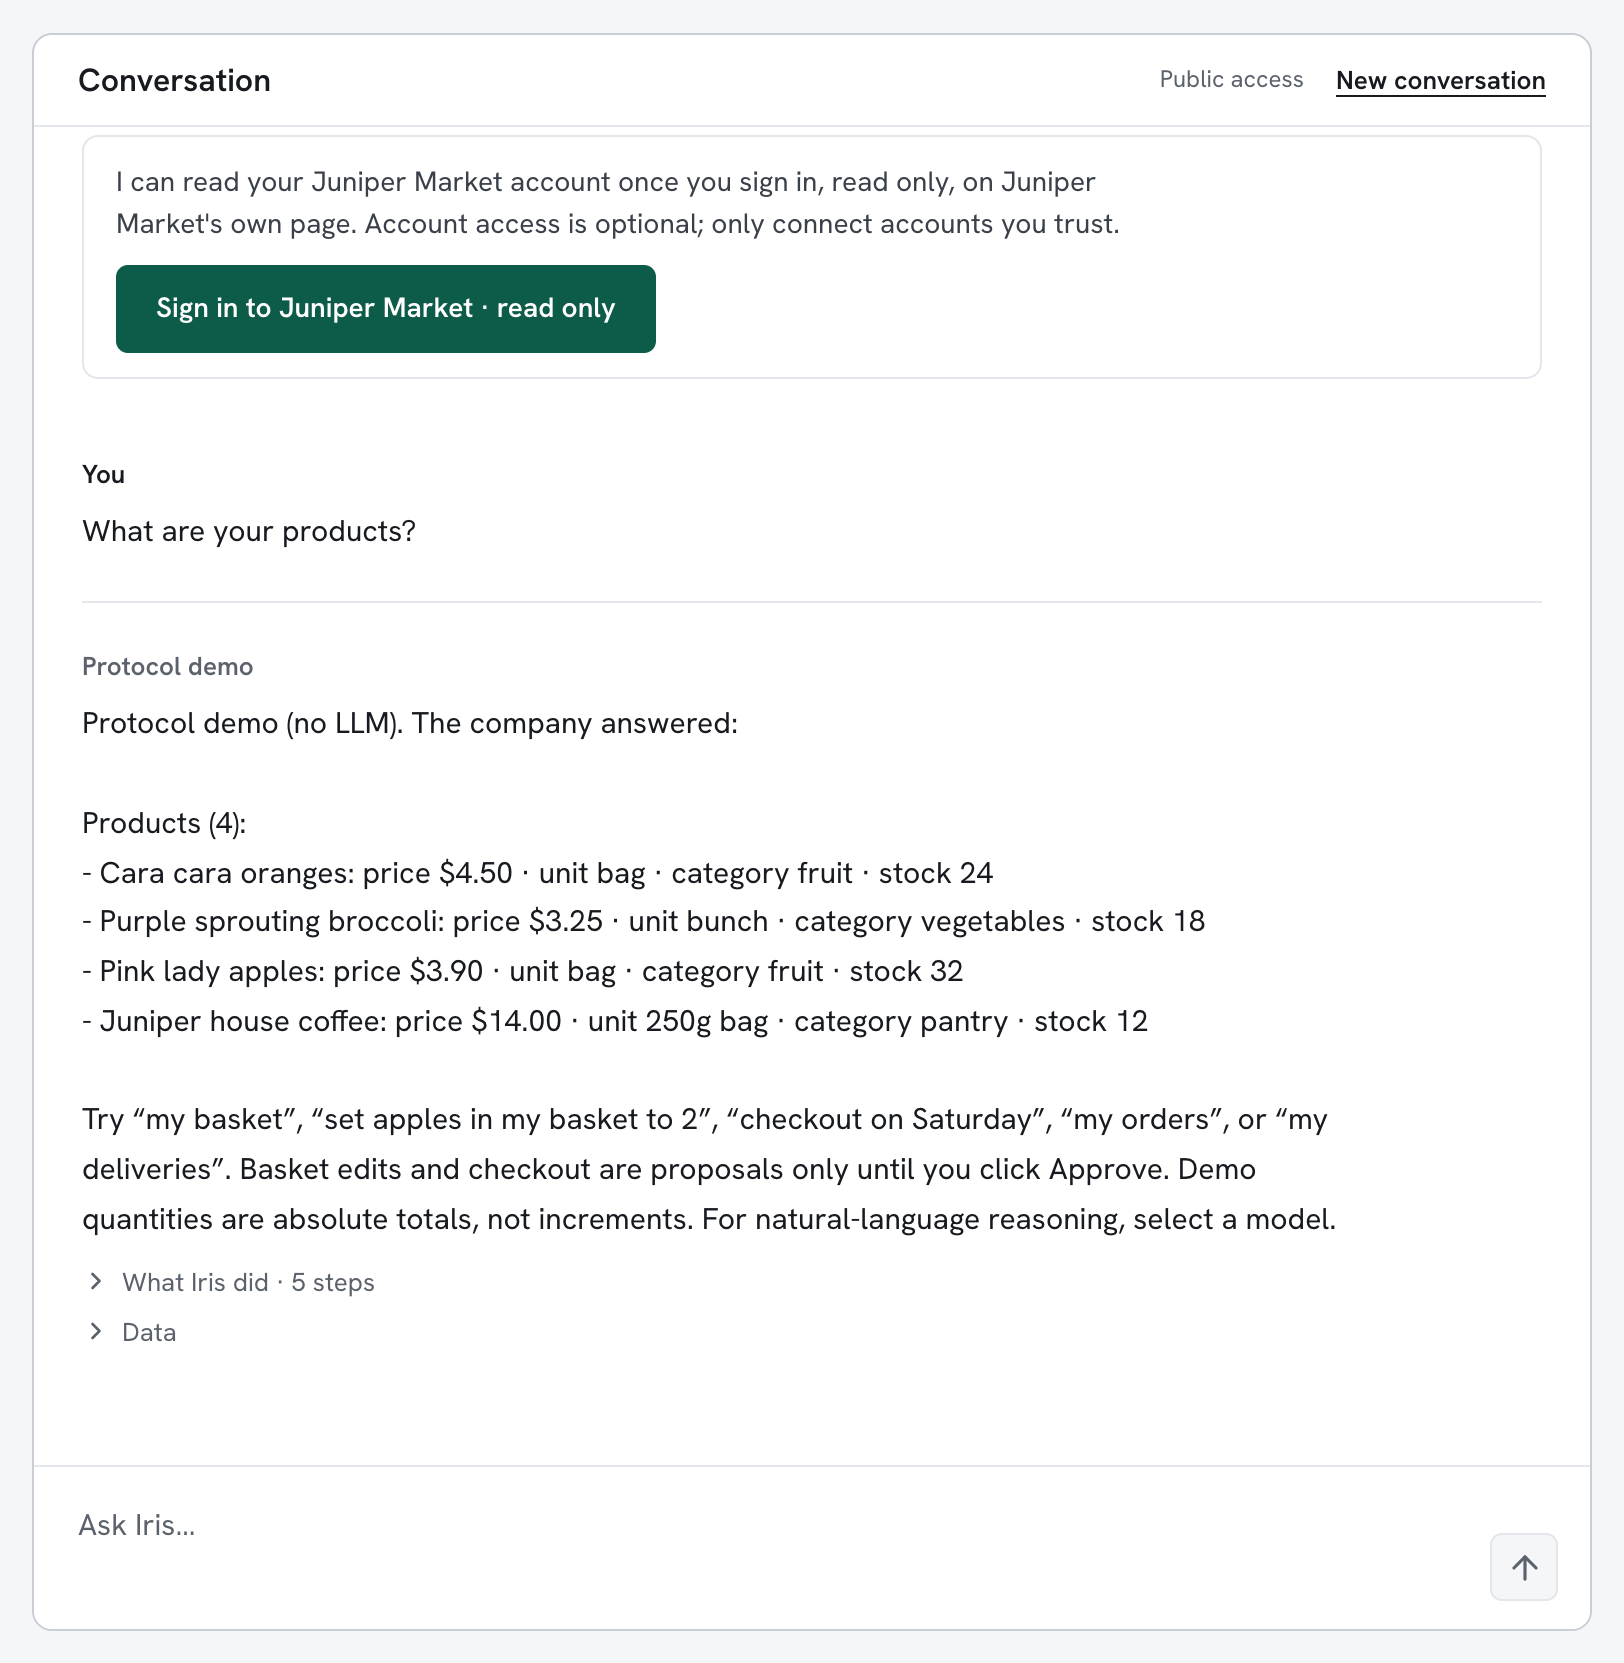 Conversation
Public access
New conversation
I can read your Juniper Market account once you sign in, read only, on Juniper
Market's own page. Account access is optional; only connect accounts you trust.
Sign in to Juniper Market · read only
You
What are your products?
Protocol demo
Protocol demo (no LLM). The company answered:
Products (4):
- Cara cara oranges: price $4.50 · unit bag · category fruit · stock 24
- Purple sprouting broccoli: price $3.25 · unit bunch · category vegetables · stock 18
- Pink lady apples: price $3.90 · unit bag · category fruit · stock 32
- Juniper house coffee: price $14.00 · unit 250g bag · category pantry · stock 12
Try “my basket”, “set apples in my basket to 2”, “checkout on Saturday”, “my orders”, or “my
deliveries”. Basket edits and checkout are proposals only until you click Approve. Demo
quantities are absolute totals, not increments. For natural-language reasoning, select a model.
What Iris did · 5 steps
Data
Ask Iris...